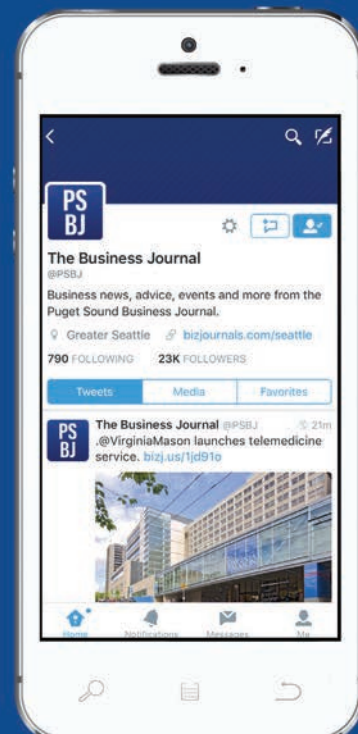 PS
BJ
The Business Journal
@PSBJ
Business news, advice, events and more from the
Puget Sound Business Journal.
Greater Seattle bizjournals.com/seattle
790 FOLLOWING 23K FOLLOWERS
Tweets Media Favorites
PS
BJ
The Business Journal @PSBJ 21m
.@VirginiaMason launches telemedicine
service. bizj.us/1jd91o
Home Notifications Messages Me